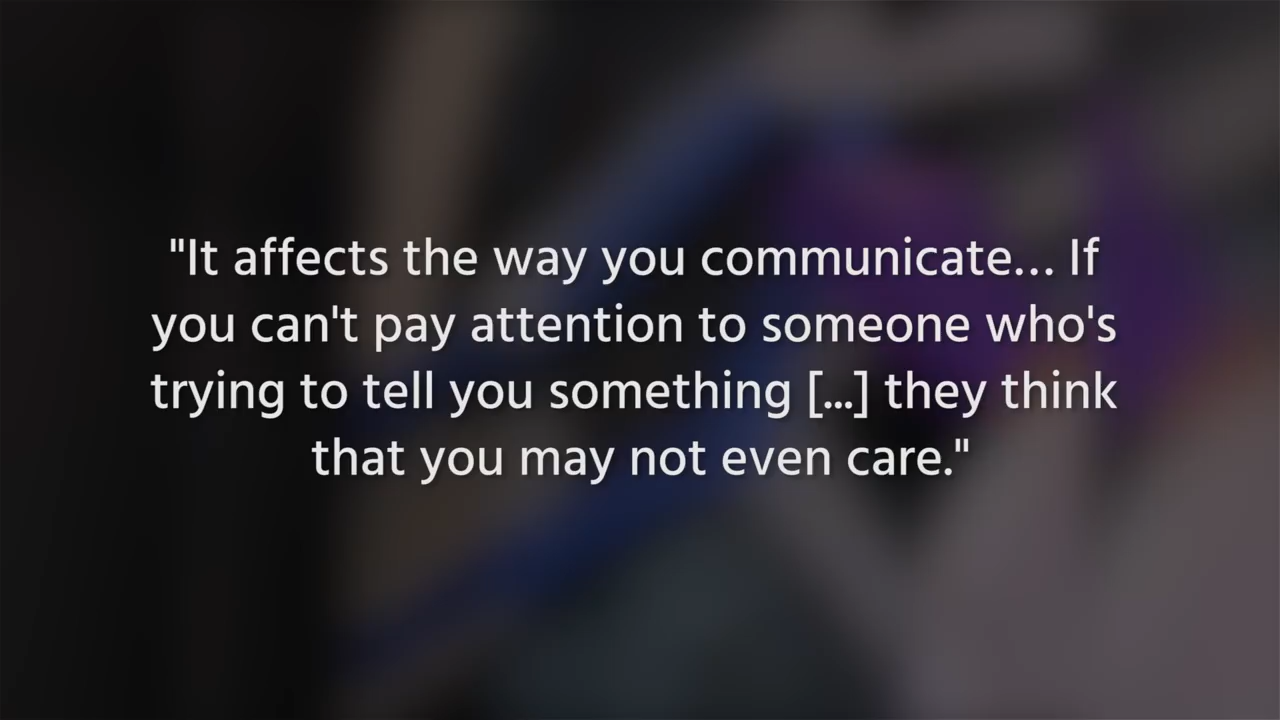 "It affects the way you communicate… If
you can't pay attention to someone who's
trying to tell you something [...] they think
that you may not even care."